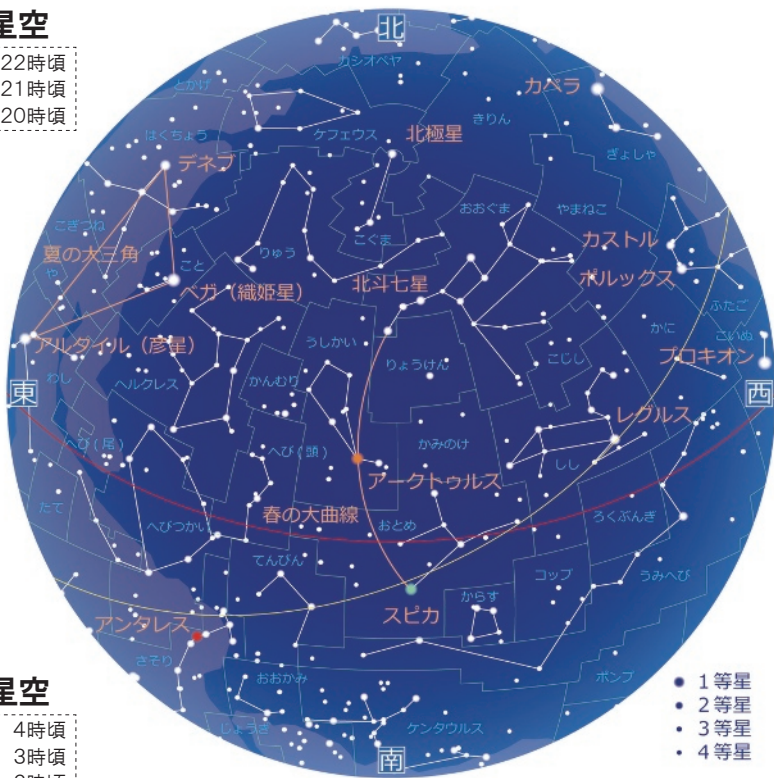 星空
22時頃
21時頃
20時頃
北
カシオペヤ
とかげ
カペラ
きりん
はくちょう
ケフェウス
北極星
ぎょしゃ
デネブ
おおぐま
やまねこ
こぎつね
こぐま
カストル
夏の大三角
りゅう
や
こと
ベガ（織姫星）
北斗七星
ポルックス
ふたご
かに
こいぬ
うしかい
アルタイル（彦星）
りょうけん
こじし
プロキオン
わし
ヘルクレス
かんむり
東
西
レグルス
へび（尾）
へび（頭）
かみのけ
しし
アークトゥルス
たて
春の大曲線
ろくぶんぎ
へびつかい
おとめ
てんびん
コップ
うみへび
からす
スピカ
アンタレス
さそり
おおかみ
ポンプ
じょうぎ
ケンタウルス
南
1等星
2等星
3等星
4等星
星空
4時頃
3時頃